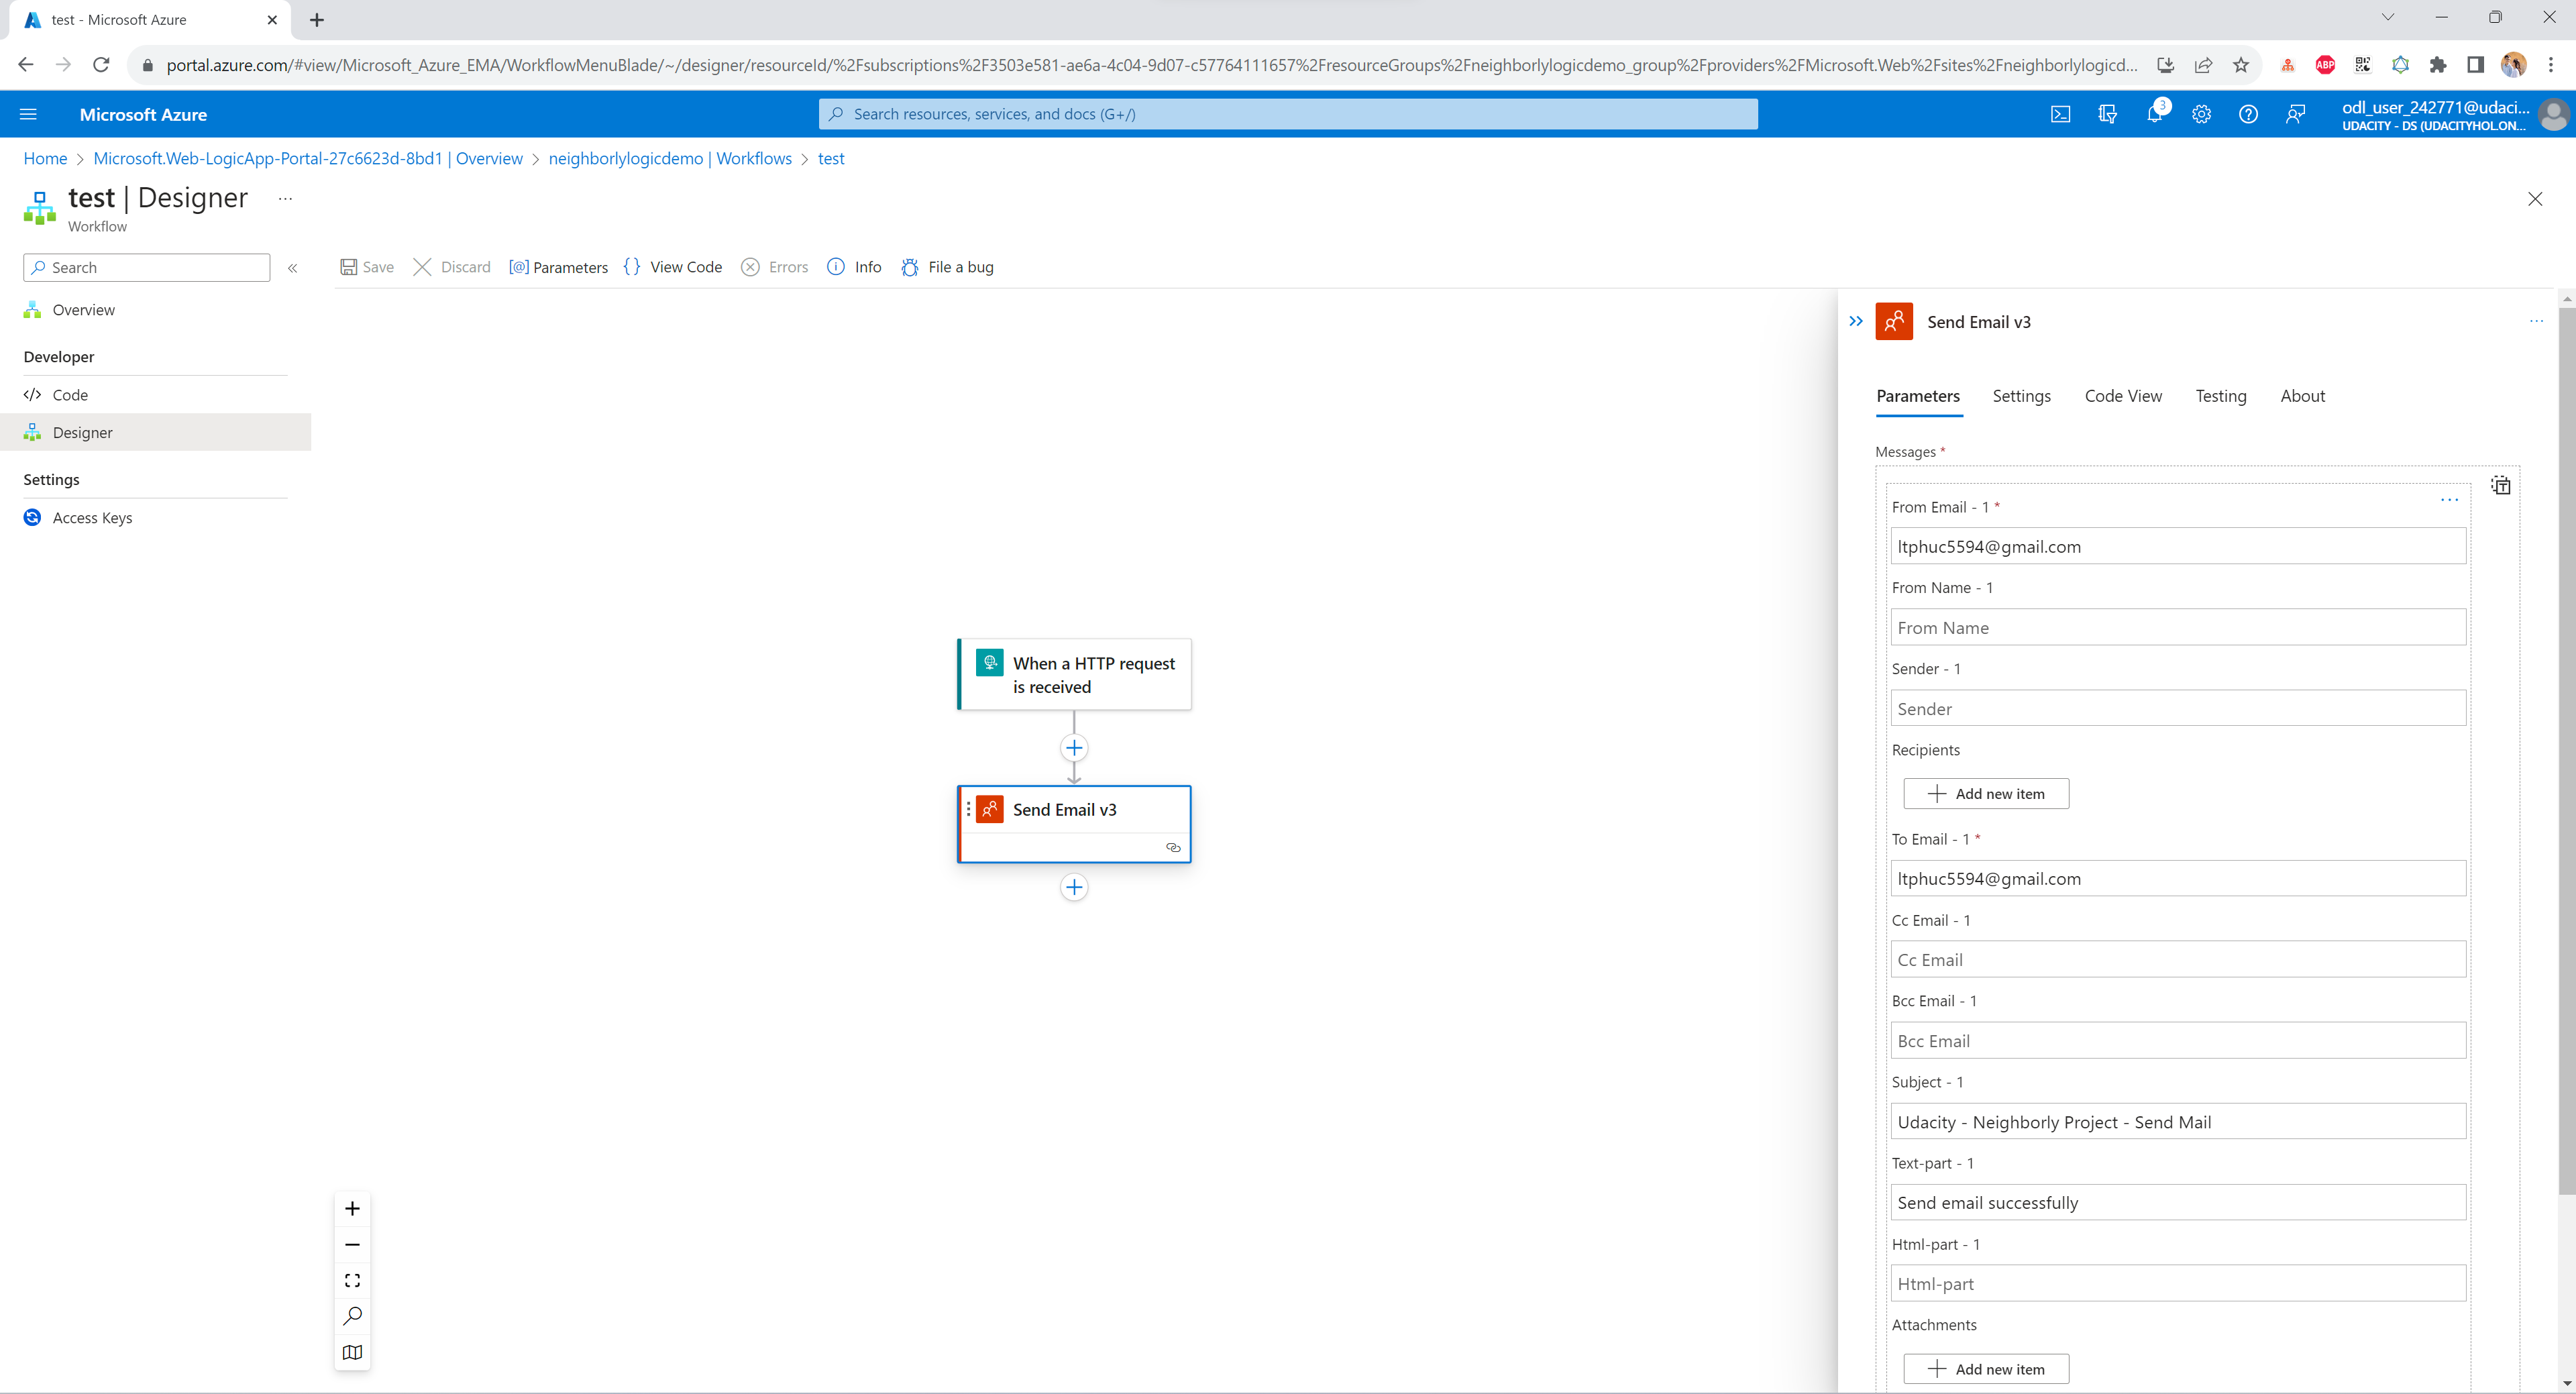 test - Microsoft Azure
portal.azure.com/#view/Microsoft_Azure_EMA/WorkflowMenuBlade/~/designer/resourceId/%2Fsubscriptions%2F3503e581-ae6a-4c04-9d07-c57764111657%2FresourceGroups%2Fneighborlylogicdemo_group%2Fproviders%2FMicrosoft.Web%2Fsites%2Fneighborlylogicd...
ABP
Microsoft Azure
Search resources, services, and docs (G+/)
3
odl_user_242771@udaci...
UDACITY - DS (UDACITYHOL.ON...
Home > Microsoft.Web-LogicApp-Portal-27c6623d-8bd1 | Overview > neighborlylogicdemo | Workflows > test
test | Designer ...
Workflow
Search
Save Discard Parameters View Code Errors Info File a bug
Overview
Developer
Code
Designer
Settings
Access Keys
When a HTTP request
is received
Send Email v3
Send Email v3
Parameters Settings Code View Testing About
Messages *
From Email - 1 *
ltphuc5594@gmail.com
From Name - 1
From Name
Sender - 1
Sender
Recipients
Add new item
To Email - 1 *
ltphuc5594@gmail.com
Cc Email - 1
Cc Email
Bcc Email - 1
Bcc Email
Subject - 1
Udacity - Neighborly Project - Send Mail
Text-part - 1
Send email successfully
Html-part - 1
Html-part
Attachments
Add new item